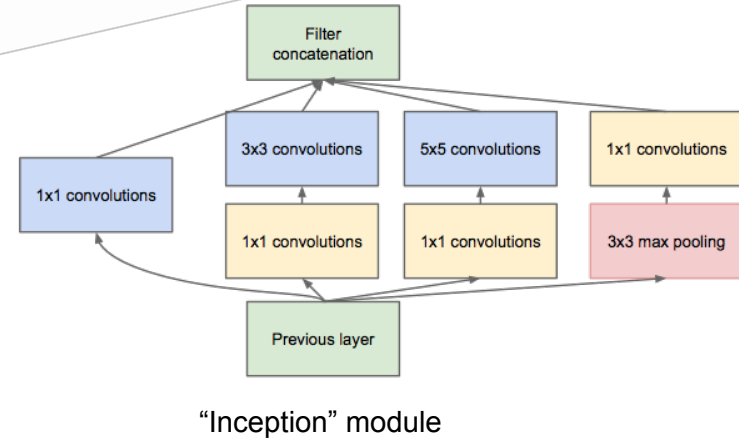 Filter
concatenation
3x3 convolutions
5x5 convolutions
1x1 convolutions
1x1 convolutions
1x1 convolutions
1x1 convolutions
3x3 max pooling
Previous layer
“Inception” module